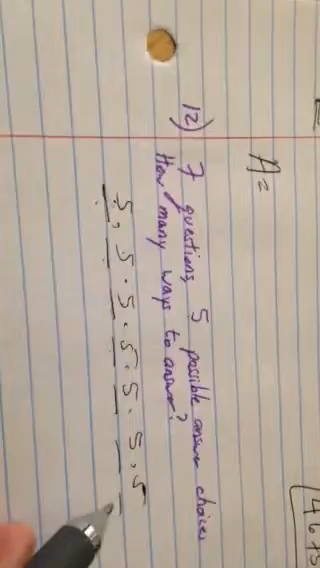 A=
12) 7 questions 5 possible answer choices
How many ways to answer?
5 · 5 · 5 · 5 · 5 · 5 · 5